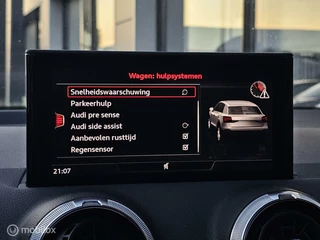 Wagen: hulpsystemen
Snelheidswaarschuwing
Parkeerhulp
Audi pre sense
Audi side assist
Aanbevolen rusttijd
Regensensor
21:07
mobilox